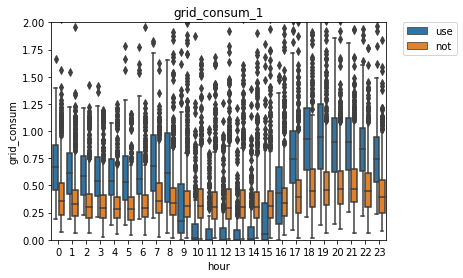 grid_consum_1
use
not
2.00
1.75
1.50
1.25
1.00
0.75
0.50
0.25
0.00
grid_consum
0 1 2 3 4 5 6 7 8 9 10 11 12 13 14 15 16 17 18 19 20 21 22 23
hour